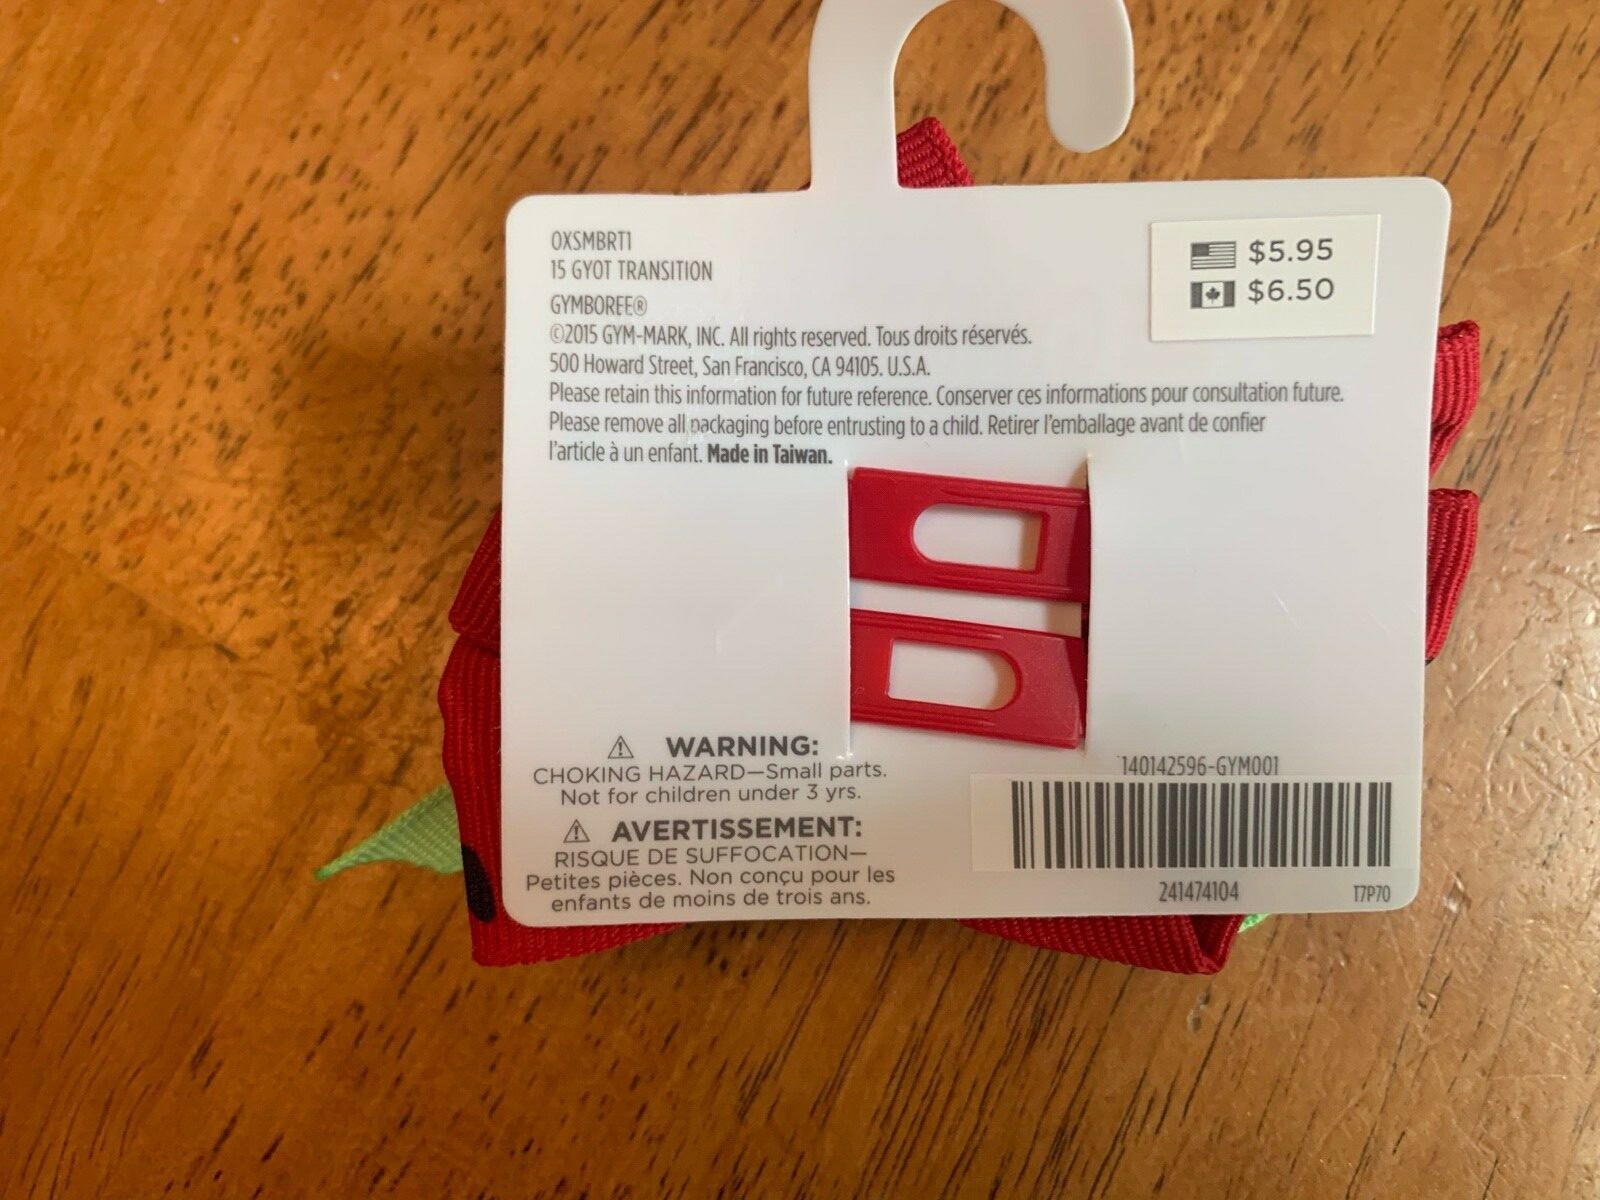 OXSMBRT1
15 GYOT TRANSITION
GYMBOREE®
©2015 GYM-MARK, INC. All rights reserved. Tous droits réservés.
500 Howard Street, San Francisco, CA 94105. U.S.A.
Please retain this information for future reference. Conserver ces informations pour consultation future.
Please remove all packaging before entrusting to a child. Retirer l'emballage avant de confier
l'article à un enfant. Made in Taiwan.
$5.95
$6.50
⚠ WARNING:
CHOKING HAZARD—Small parts.
Not for children under 3 yrs.
⚠ AVERTISSEMENT:
RISQUE DE SUFFOCATION—
Petites pièces. Non conçu pour les
enfants de moins de trois ans.
140142596-GYM001
241474104 T7P70